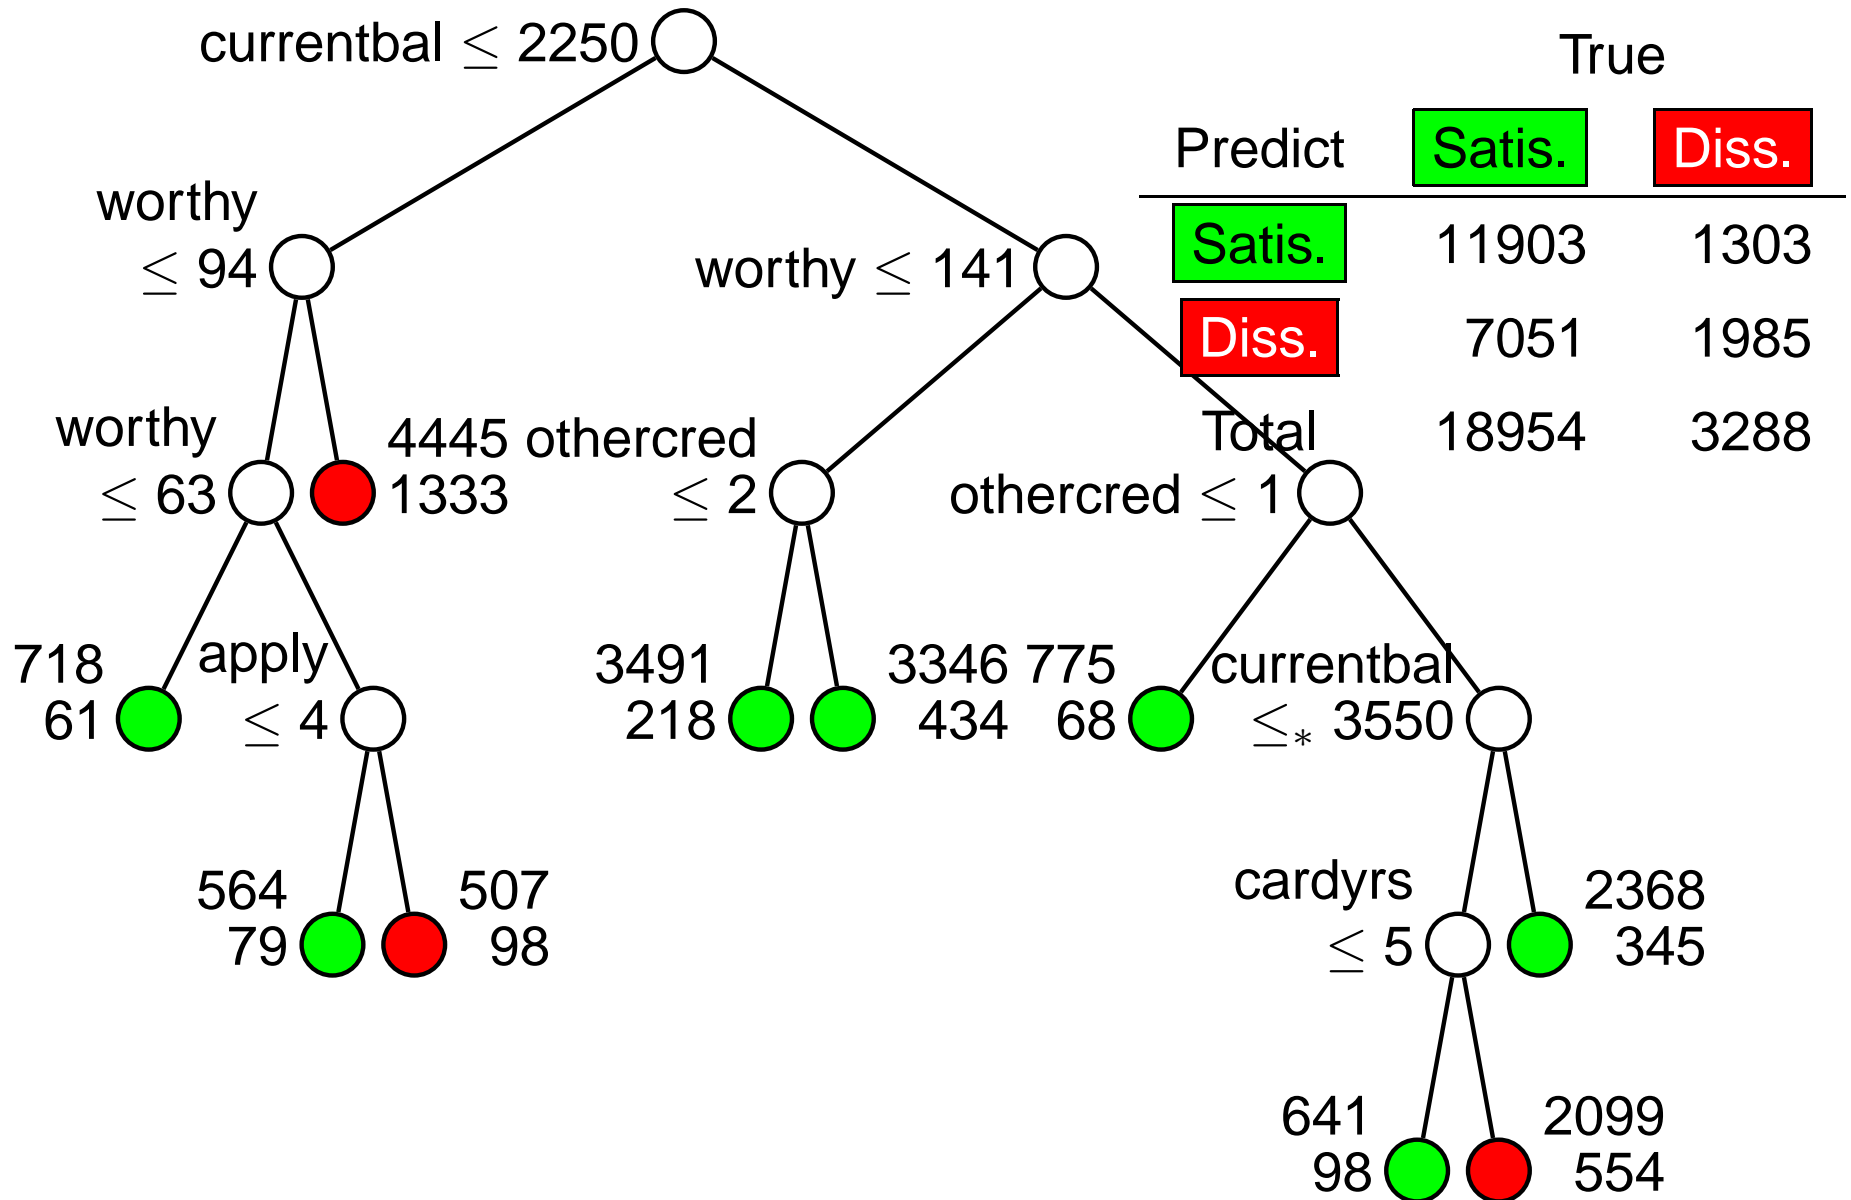 currentbal ≤ 2250
True
Predict Satis. Diss.
Satis. 11903 1303
Diss. 7051 1985
Total 18954 3288
worthy
≤ 94
worthy ≤ 141
worthy
≤ 63
4445
1333
othercred
≤ 2
othercred ≤ 1
718
61
apply
≤ 4
3491
218
3346
434
775
68
currentbal
≤* 3550
564
79
507
98
cardyrs
≤ 5
2368
345
641
98
2099
554